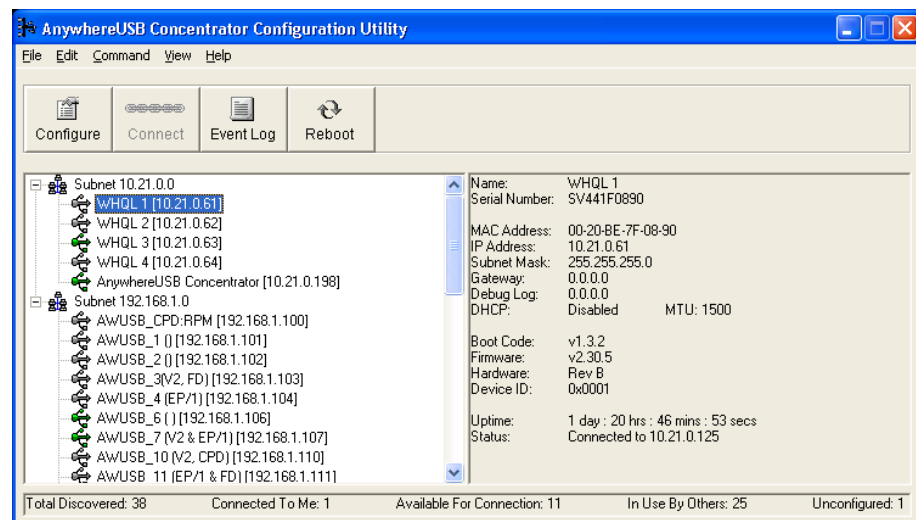 AnywhereUSB Concentrator Configuration Utility
File Edit Command View Help
Configure Connect Event Log Reboot
Subnet 10.21.0.0
WHQL 1 [10.21.0.61]
WHQL 2 [10.21.0.62]
WHQL 3 [10.21.0.63]
WHQL 4 [10.21.0.64]
AnywhereUSB Concentrator [10.21.0.198]
Subnet 192.168.1.0
AWUSB_CPD:RPM [192.168.1.100]
AWUSB_1 () [192.168.1.101]
AWUSB_2 () [192.168.1.102]
AWUSB_3(V2, FD) [192.168.1.103]
AWUSB_4 (EP/1) [192.168.1.104]
AWUSB_6 ( ) [192.168.1.106]
AWUSB_7 (V2 & EP/1) [192.168.1.107]
AWUSB_10 (V2, CPD) [192.168.1.110]
AWUSB_11 (EP/1 & FD) [192.168.1.111]
Name: WHQL 1
Serial Number: SV441F0890
MAC Address: 00-20-BE-7F-08-90
IP Address: 10.21.0.61
Subnet Mask: 255.255.255.0
Gateway: 0.0.0.0
Debug Log: 0.0.0.0
DHCP: Disabled MTU: 1500
Boot Code: v1.3.2
Firmware: v2.30.5
Hardware: Rev B
Device ID: 0x0001
Uptime: 1 day : 20 hrs : 46 mins : 53 secs
Status: Connected to 10.21.0.125
Total Discovered: 38 Connected To Me: 1 Available For Connection: 11 In Use By Others: 25 Unconfigured: 1